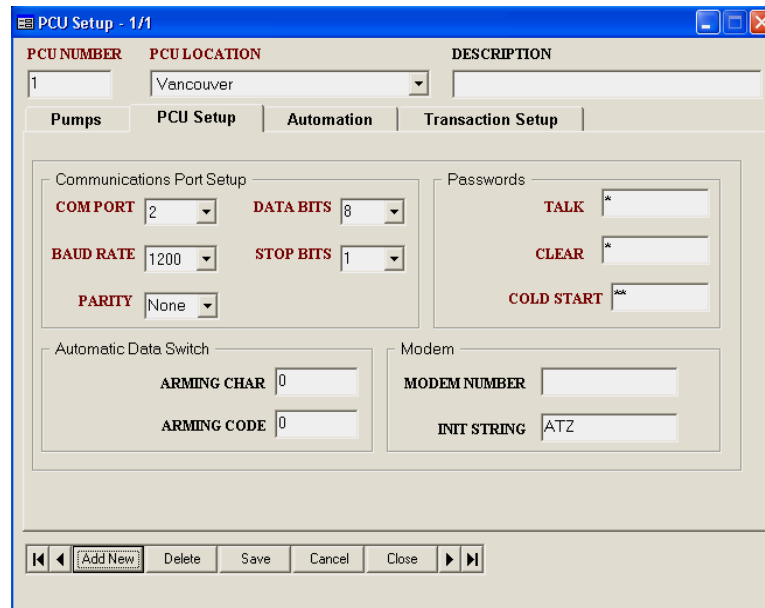 PCU Setup - 1/1
PCU NUMBER PCU LOCATION DESCRIPTION
1 Vancouver
Pumps PCU Setup Automation Transaction Setup
Communications Port Setup Passwords
COM PORT 2 DATA BITS 8 TALK *
BAUD RATE 1200 STOP BITS 1 CLEAR *
PARITY None COLD START **
Automatic Data Switch Modem
ARMING CHAR 0 MODEM NUMBER
ARMING CODE 0 INIT STRING ATZ
Add New Delete Save Cancel Close